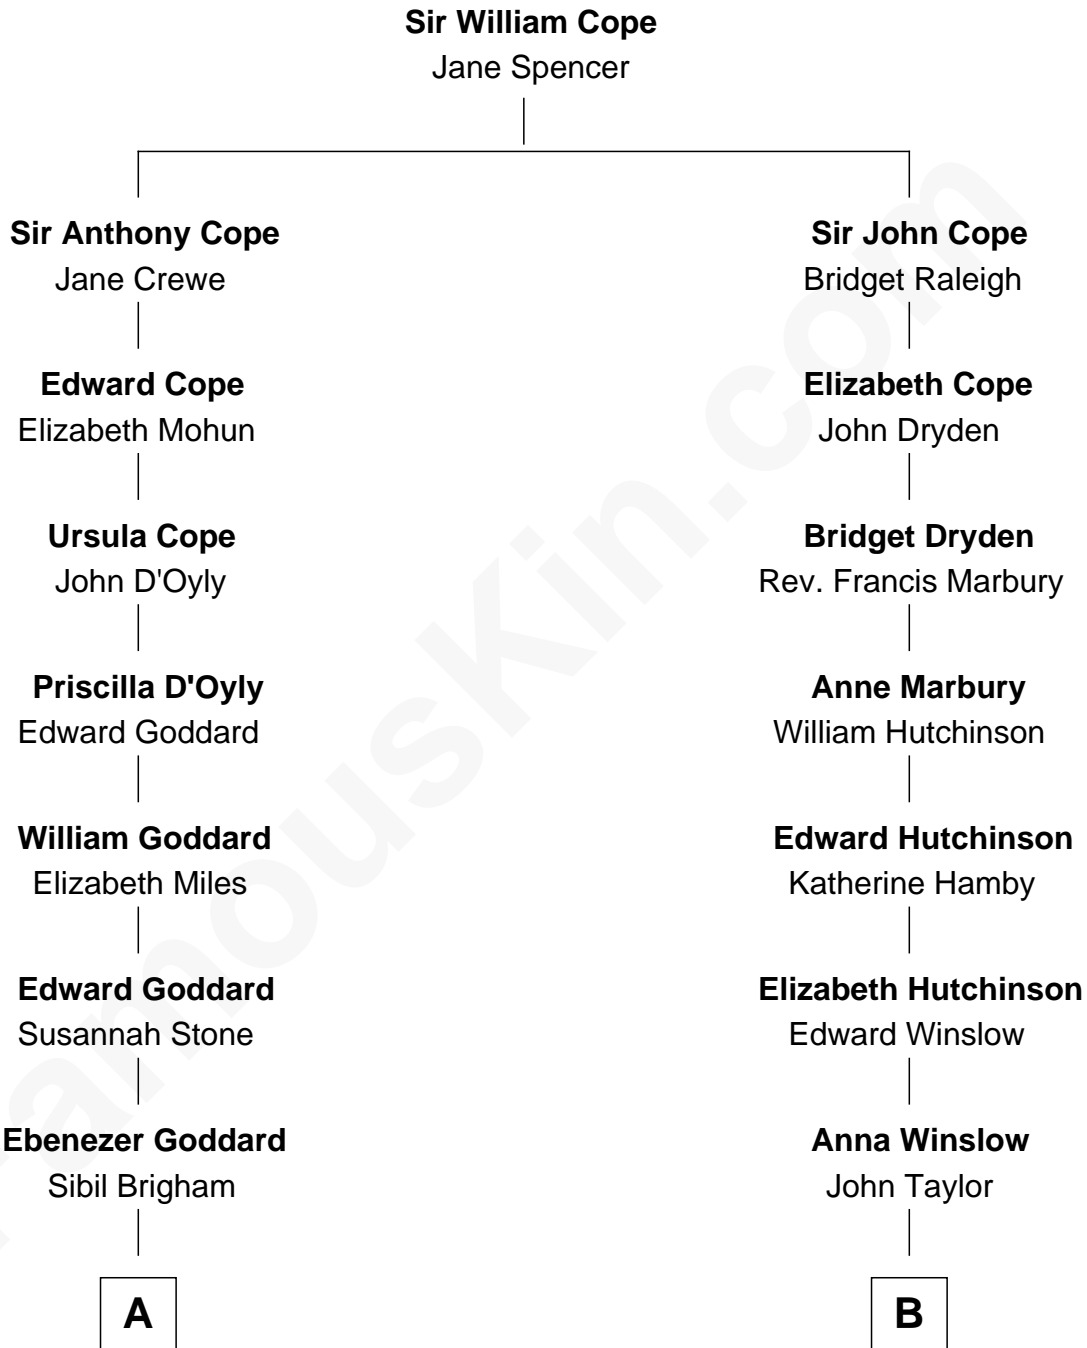 Sir William Cope
Jane Spencer
Sir Anthony Cope
Jane Crewe
Sir John Cope
Bridget Raleigh
Edward Cope
Elizabeth Mohun
Elizabeth Cope
John Dryden
Ursula Cope
John D'Oyly
Bridget Dryden
Rev. Francis Marbury
Priscilla D'Oyly
Edward Goddard
Anne Marbury
William Hutchinson
William Goddard
Elizabeth Miles
Edward Hutchinson
Katherine Hamby
Edward Goddard
Susannah Stone
Elizabeth Hutchinson
Edward Winslow
Ebenezer Goddard
Sibil Brigham
Anna Winslow
John Taylor
A
B
FamousKin.com